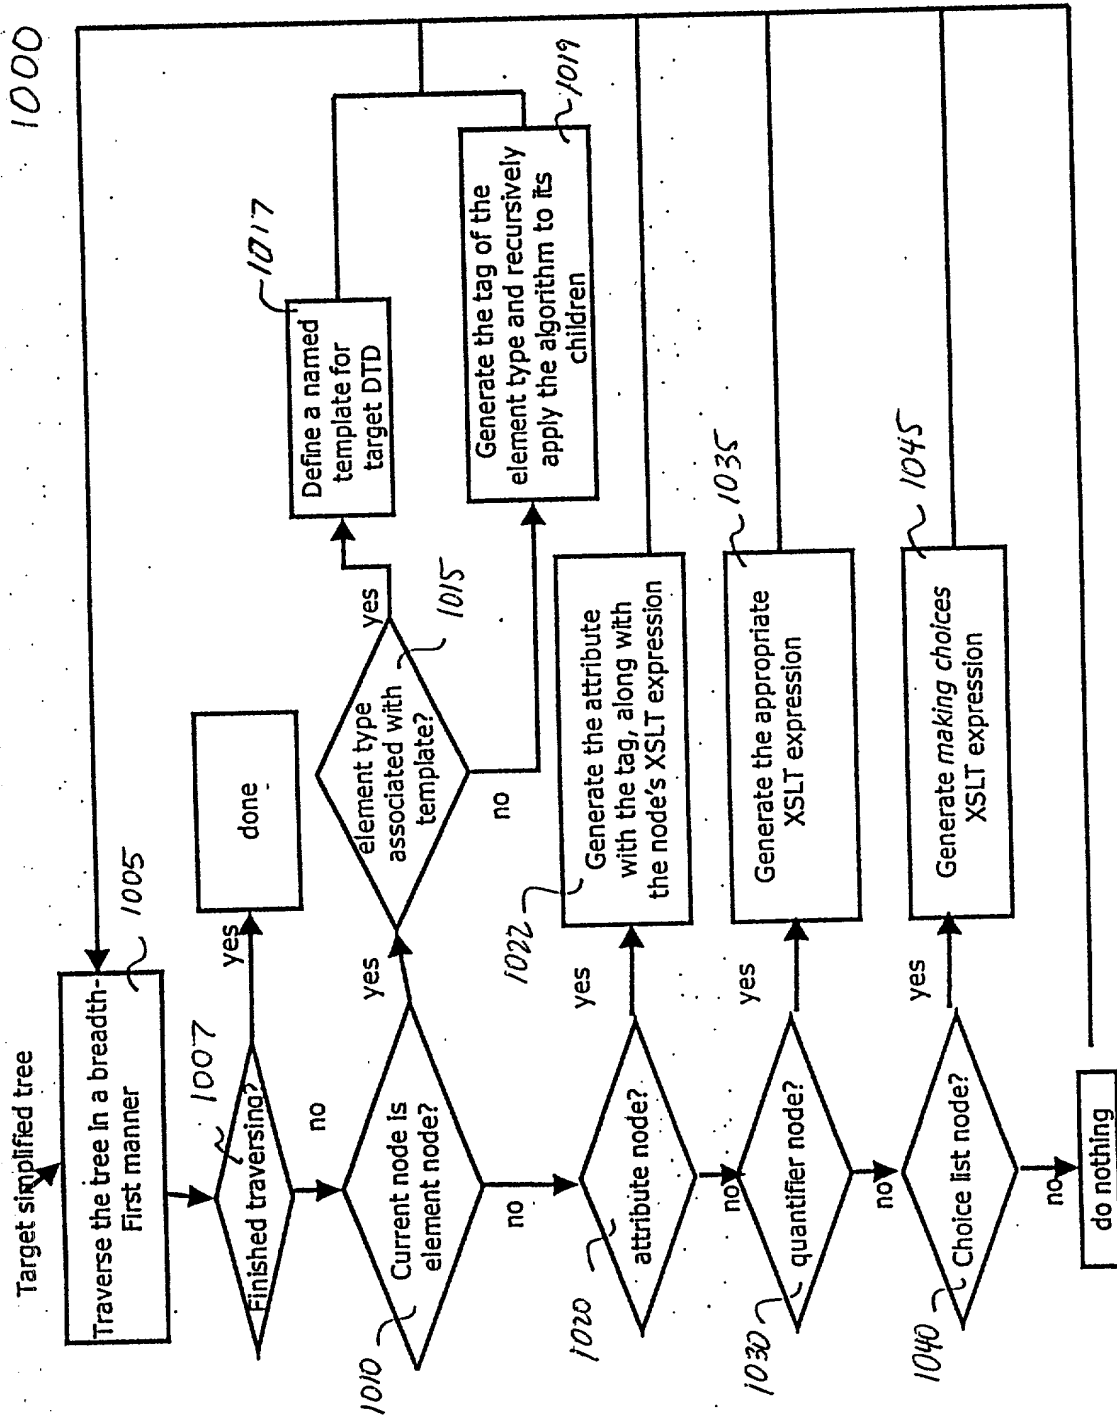 1000
Target simplified tree
Traverse the tree in a breadth-
First manner
1005
Finished traversing?
1007
yes
done
no
Current node is
element node?
1010
yes
element type
associated with
template?
1015
yes
Define a named
template for
target DTD
1017
no
Generate the tag of the
element type and recursively
apply the algorithm to its
children
1019
no
attribute node?
1020
yes
Generate the attribute
with the tag, along with
the node's XSLT expression
1022
no
quantifier node?
1030
yes
Generate the appropriate
XSLT expression
1035
no
Choice list node?
1040
yes
Generate making choices
XSLT expression
1045
no
do nothing